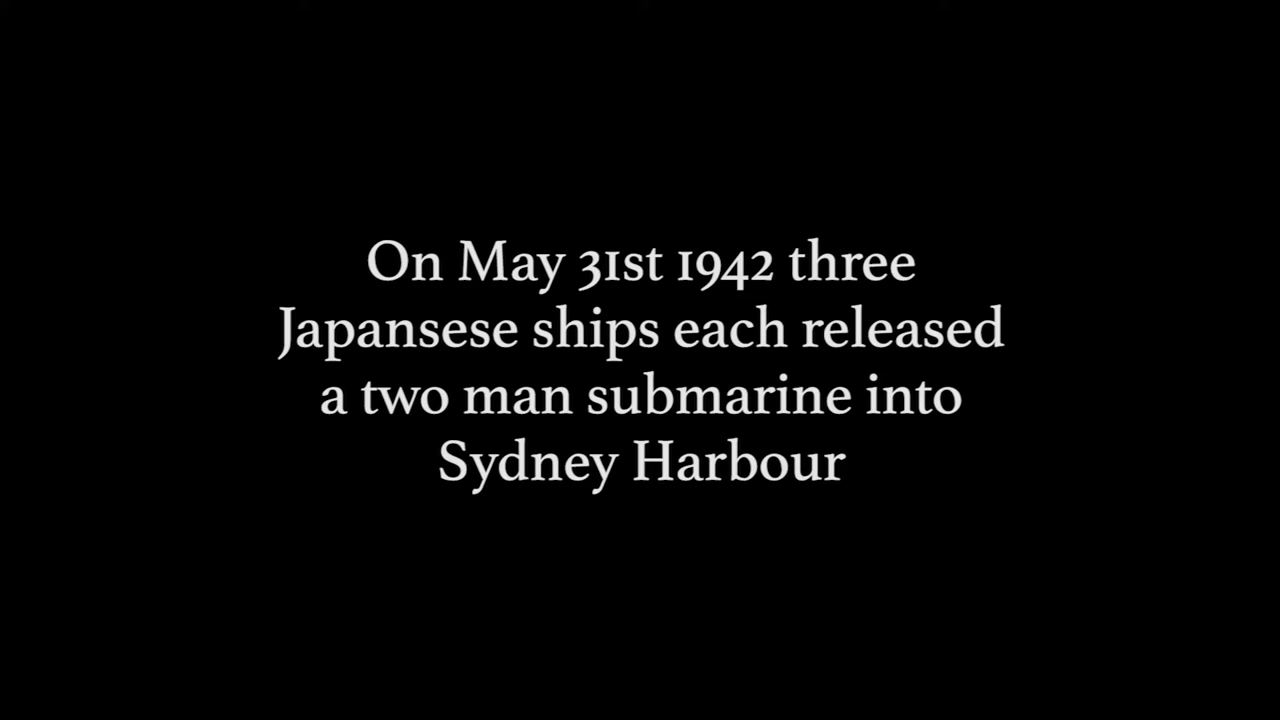 On May 31st 1942 three
Japansese ships each released
a two man submarine into
Sydney Harbour